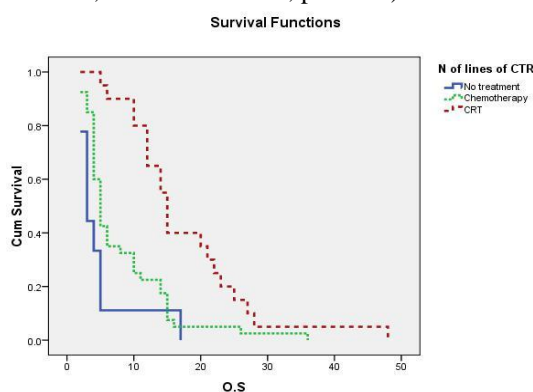 Survival Functions
N of lines of CTR
No treatment
Chemotherapy
CRT
Cum Survival
1.0
0.8
0.6
0.4
0.2
0.0
0
10
20
30
40
50
O.S